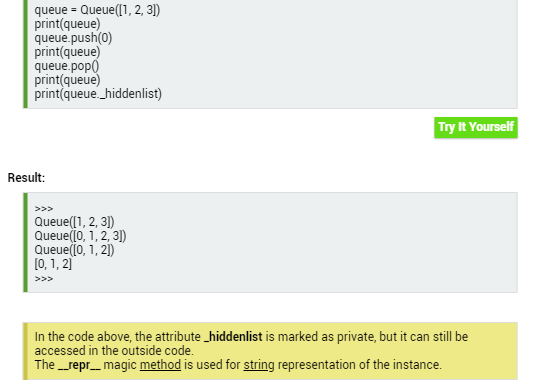 queue = Queue([1, 2, 3])
print(queue)
queue.push(0)
print(queue)
queue.pop()
print(queue)
print(queue._hiddenlist)
Try It Yourself
Result:
>>>
Queue([1, 2, 3])
Queue([0, 1, 2, 3])
Queue([0, 1, 2])
[0, 1, 2]
>>>
In the code above, the attribute _hiddenlist is marked as private, but it can still be
accessed in the outside code.
The __repr__ magic method is used for string representation of the instance.